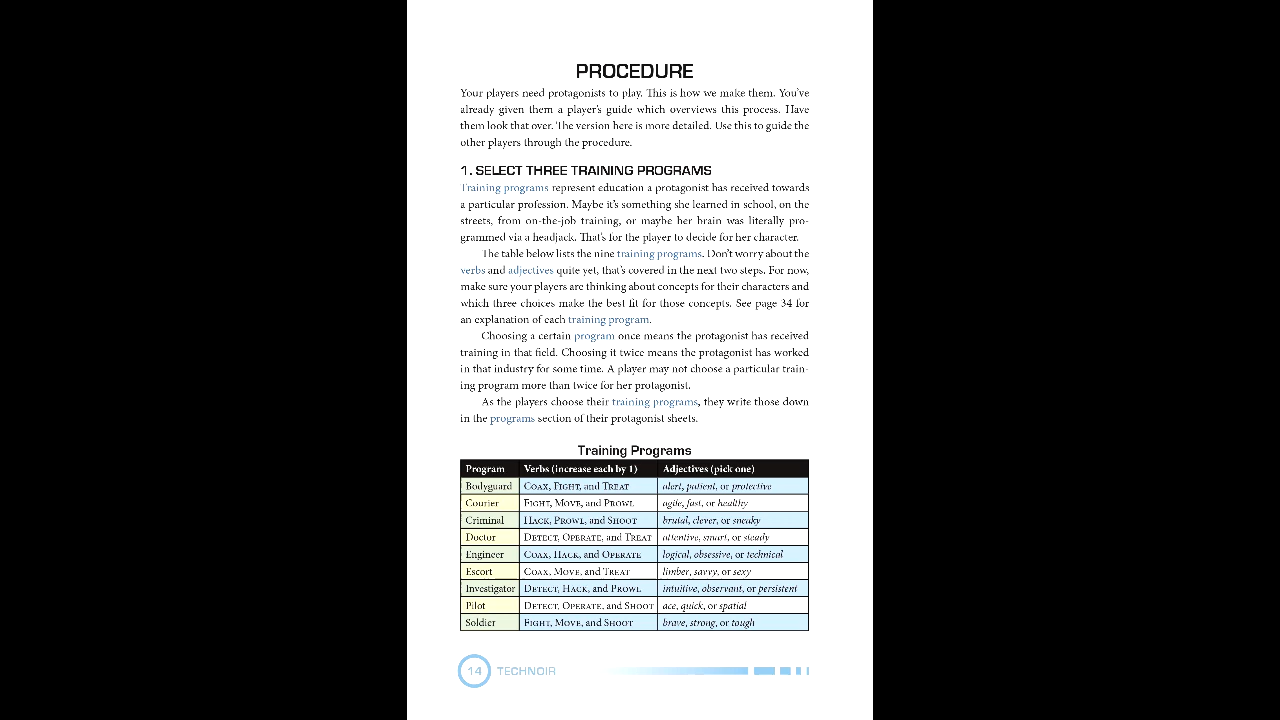 PROCEDURE
Your players need protagonists to play. This is how we make them. You've
already given them a player's guide which overviews this process. Have
them look that over. The version here is more detailed. Use this to guide the
other players through the procedure.
1. SELECT THREE TRAINING PROGRAMS
Training programs represent education a protagonist has received towards
a particular profession. Maybe it's something she learned in school, on the
streets, from on-the-job training, or maybe her brain was literally pro-
grammed via a headjack. That's for the player to decide for her character.
The table below lists the nine training programs. Don't worry about the
verbs and adjectives quite yet, that's covered in the next two steps. For now,
make sure your players are thinking about concepts for their characters and
which three choices make the best fit for those concepts. See page 34 for
an explanation of each training program.
Choosing a certain program once means the protagonist has received
training in that field. Choosing it twice means the protagonist has worked
in that industry for some time. A player may not choose a particular train-
ing program more than twice for her protagonist.
As the players choose their training programs, they write those down
in the programs section of their protagonist sheets.
Training Programs
Program Verbs (increase each by 1) Adjectives (pick one)
Bodyguard Coax, Fight, and Treat alert, patient, or protective
Courier Fight, Move, and Prowl agile, fast, or healthy
Criminal Hack, Prowl, and Shoot brutal, clever, or sneaky
Doctor Detect, Operate, and Treat attentive, smart, or steady
Engineer Coax, Hack, and Operate logical, obsessive, or technical
Escort Coax, Move, and Treat limber, savvy, or sexy
Investigator Detect, Hack, and Prowl intuitive, observant, or persistent
Pilot Detect, Operate, and Shoot ace, quick, or spatial
Soldier Fight, Move, and Shoot brave, strong, or tough
14 TECHNOIR